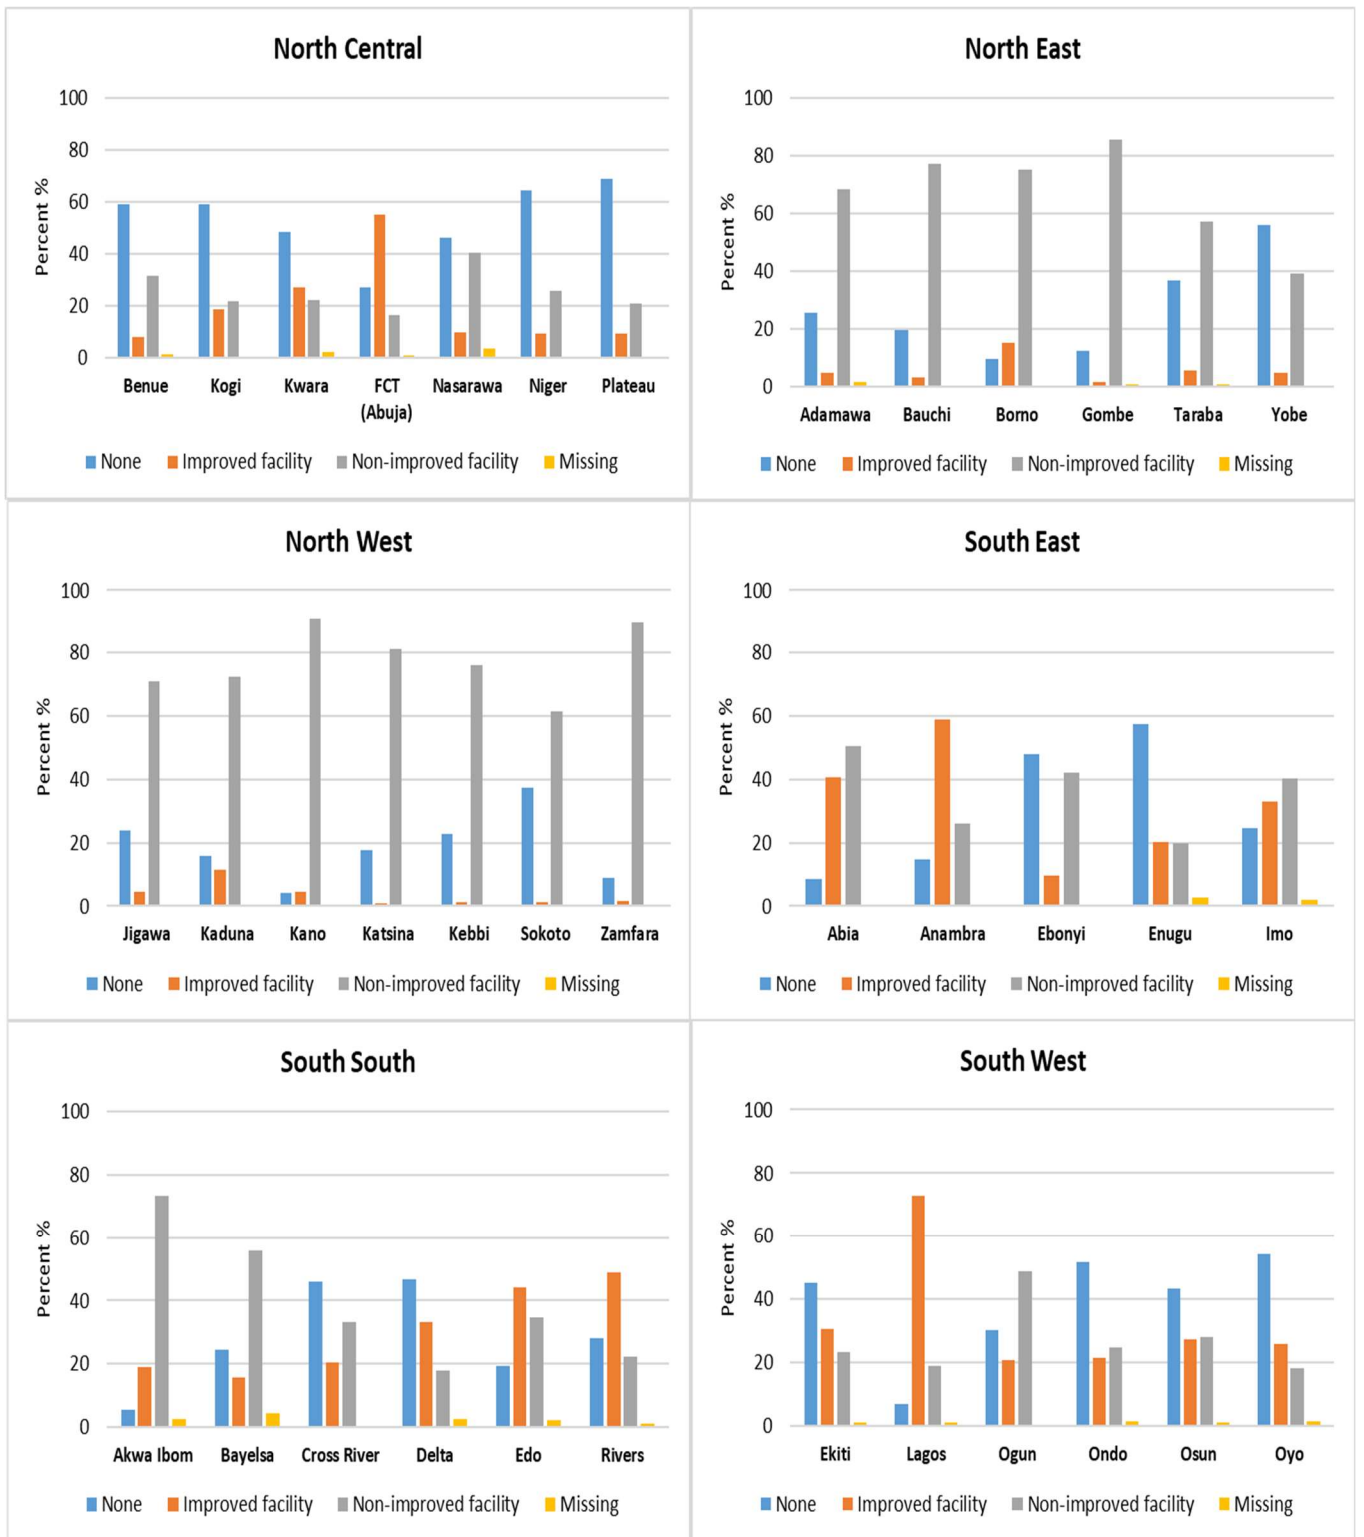 North Central
Percent %
100
80
60
40
20
0
Benue Kogi Kwara FCT (Abuja) Nasarawa Niger Plateau
None Improved facility Non-improved facility Missing
North East
Percent %
100
80
60
40
20
0
Adamawa Bauchi Borno Gombe Taraba Yobe
None Improved facility Non-improved facility Missing
North West
Percent %
100
80
60
40
20
0
Jigawa Kaduna Kano Katsina Kebbi Sokoto Zamfara
None Improved facility Non-improved facility Missing
South East
Percent %
100
80
60
40
20
0
Abia Anambra Ebonyi Enugu Imo
None Improved facility Non-improved facility Missing
South South
Percent %
100
80
60
40
20
0
Akwa Ibom Bayelsa Cross River Delta Edo Rivers
None Improved facility Non-improved facility Missing
South West
Percent %
100
80
60
40
20
0
Ekiti Lagos Ogun Ondo Osun Oyo
None Improved facility Non-improved facility Missing